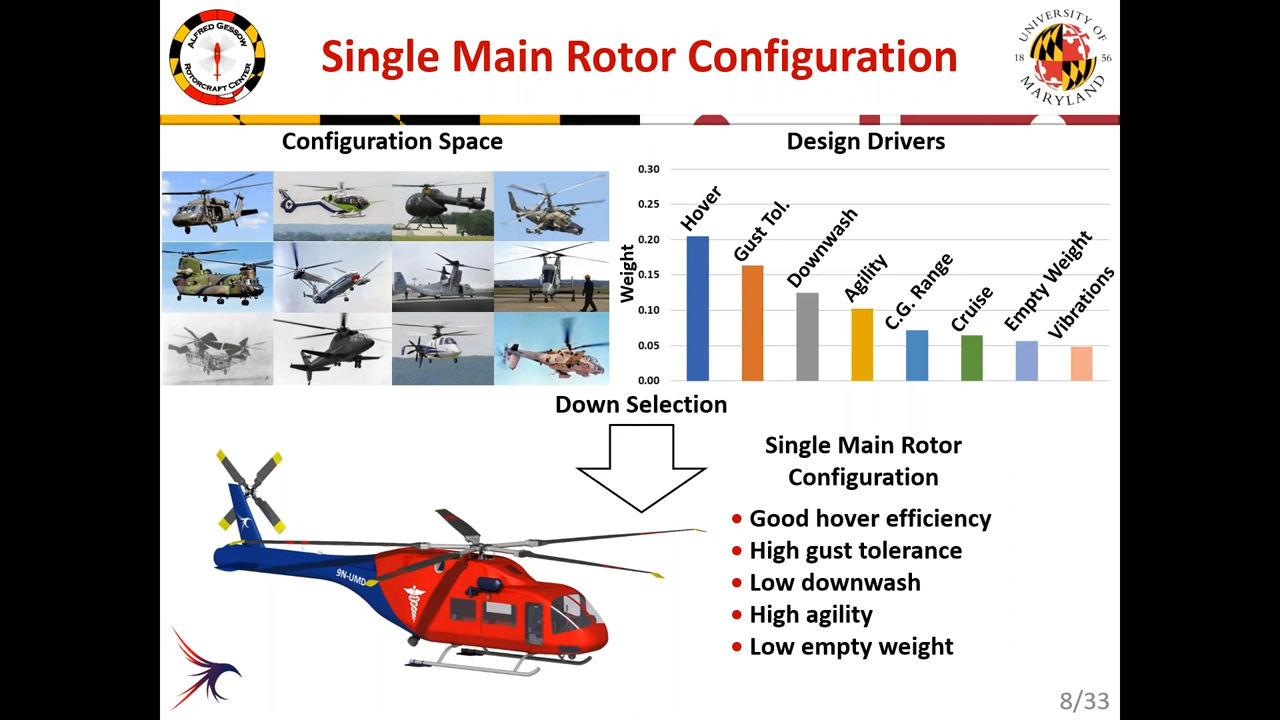 ALFRED GESSOW
ROTORCRAFT CENTER
Single Main Rotor Configuration
UNIVERSITY OF
18 56
MARYLAND
Configuration Space
Design Drivers
0.30
0.25
0.20
0.15
0.10
0.05
0.00
Weight
Hover
Gust Tol.
Downwash
Agility
C.G. Range
Cruise
Empty Weight
Vibrations
Down Selection
Single Main Rotor
Configuration
• Good hover efficiency
• High gust tolerance
• Low downwash
• High agility
• Low empty weight
9N-UMD
8/33